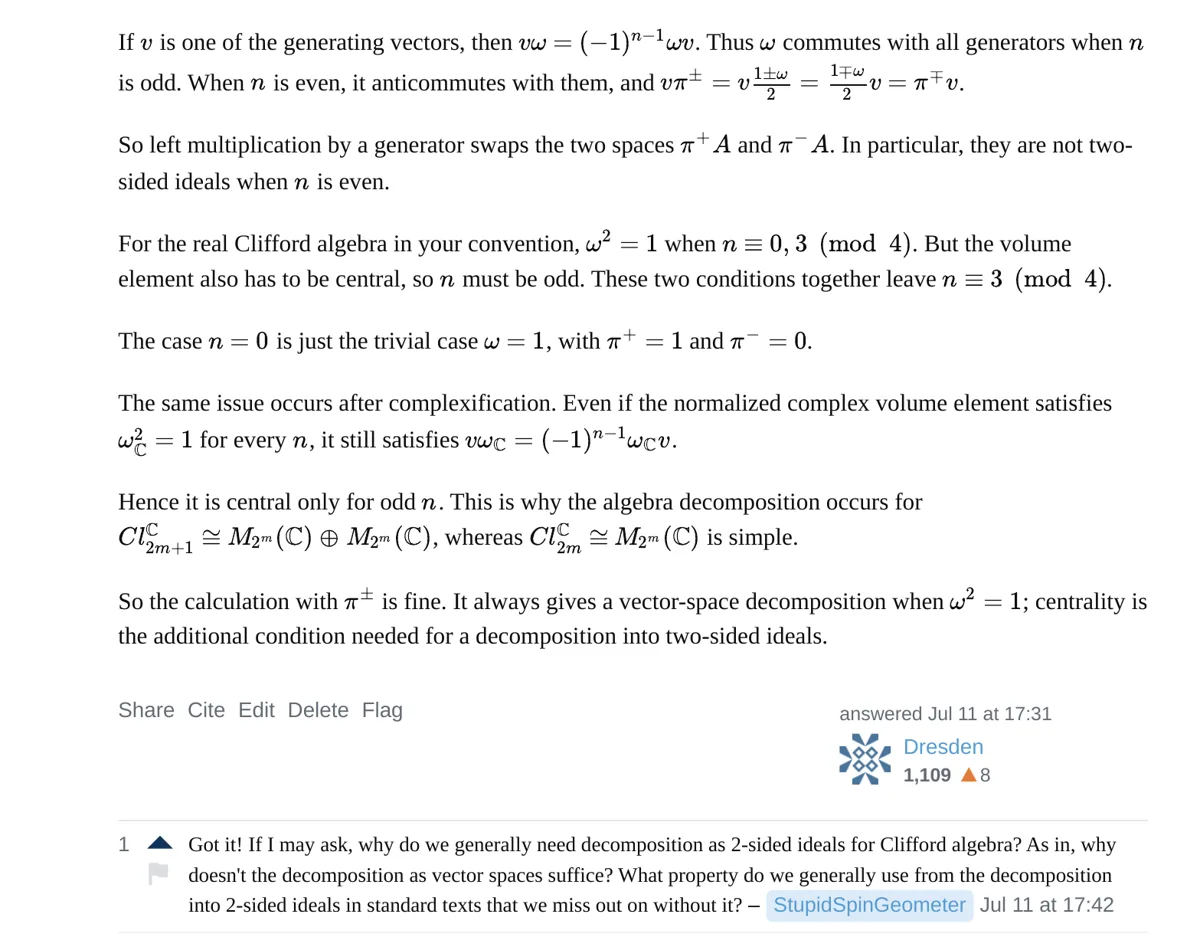 If v is one of the generating vectors, then vω = (−1)ⁿ⁻¹ωv. Thus ω commutes with all generators when n
is odd. When n is even, it anticommutes with them, and vπ^± = v\frac{1±ω}{2} = \frac{1∓ω}{2}v = π^∓v.
So left multiplication by a generator swaps the two spaces π⁺A and π⁻A. In particular, they are not two-
sided ideals when n is even.
For the real Clifford algebra in your convention, ω² = 1 when n ≡ 0, 3 (mod 4). But the volume
element also has to be central, so n must be odd. These two conditions together leave n ≡ 3 (mod 4).
The case n = 0 is just the trivial case ω = 1, with π⁺ = 1 and π⁻ = 0.
The same issue occurs after complexification. Even if the normalized complex volume element satisfies
ω_ℂ² = 1 for every n, it still satisfies vω_ℂ = (−1)ⁿ⁻¹ω_ℂv.
Hence it is central only for odd n. This is why the algebra decomposition occurs for
Cl^ℂ_{2m+1} ≅ M_{2^m}(ℂ) ⊕ M_{2^m}(ℂ), whereas Cl^ℂ_{2m} ≅ M_{2^m}(ℂ) is simple.
So the calculation with π^± is fine. It always gives a vector-space decomposition when ω² = 1; centrality is
the additional condition needed for a decomposition into two-sided ideals.
Share Cite Edit Delete Flag
answered Jul 11 at 17:31
Dresden
1,109 ▲8
1 Got it! If I may ask, why do we generally need decomposition as 2-sided ideals for Clifford algebra? As in, why
doesn't the decomposition as vector spaces suffice? What property do we generally use from the decomposition
into 2-sided ideals in standard texts that we miss out on without it? – StupidSpinGeometer Jul 11 at 17:42